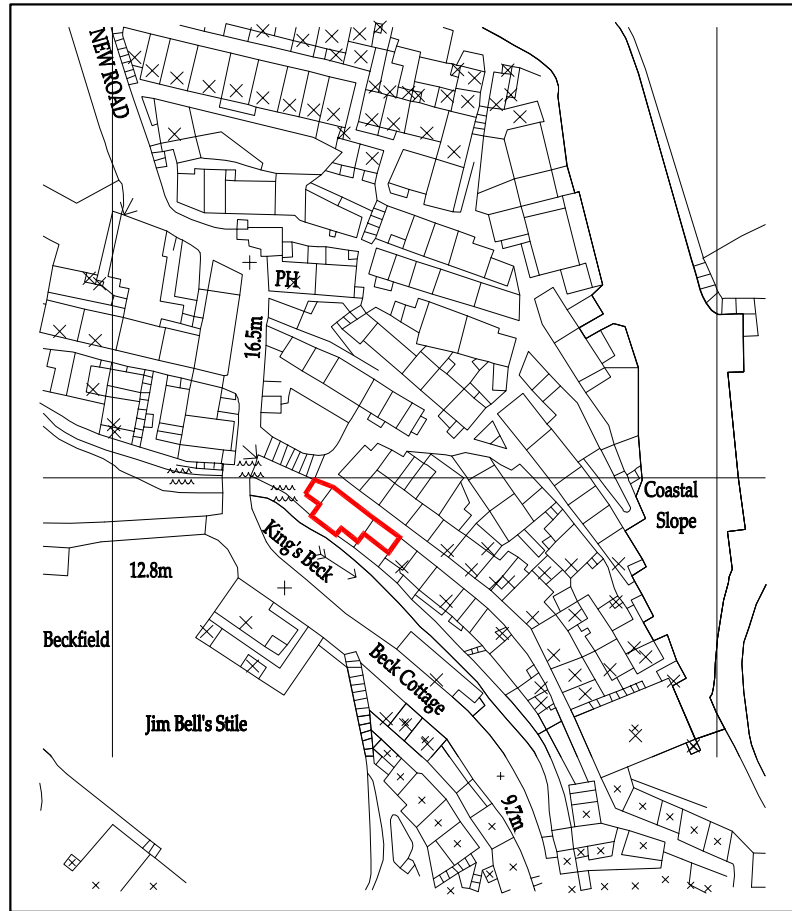 NEW ROAD
PH
16.5m
Coastal
Slope
King's Beck
12.8m
Beckfield
Beck Cottage
Jim Bell's Stile
9.7m